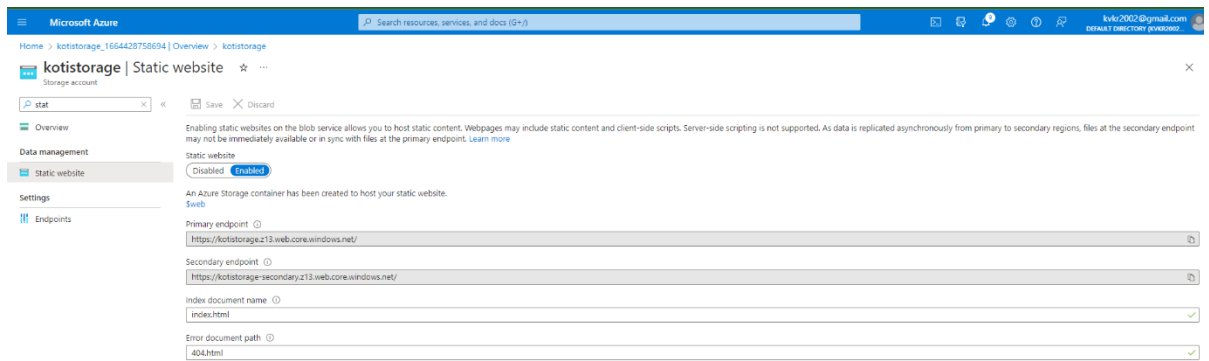 Microsoft Azure
Search resources, services, and docs (G+/)
kvkr2002@gmail.com
DEFAULT DIRECTORY (KVKR2002...
Home > kotistorage_1664428758694 | Overview > kotistorage
kotistorage | Static website
Storage account
stat
Overview
Data management
Static website
Settings
Endpoints
Save Discard
Enabling static websites on the blob service allows you to host static content. Webpages may include static content and client-side scripts. Server-side scripting is not supported. As data is replicated asynchronously from primary to secondary regions, files at the secondary endpoint
may not be immediately available or in sync with files at the primary endpoint. Learn more
Static website
Disabled Enabled
An Azure Storage container has been created to host your static website.
$web
Primary endpoint
https://kotistorage.z13.web.core.windows.net/
Secondary endpoint
https://kotistorage-secondary.z13.web.core.windows.net/
Index document name
index.html
Error document path
404.html